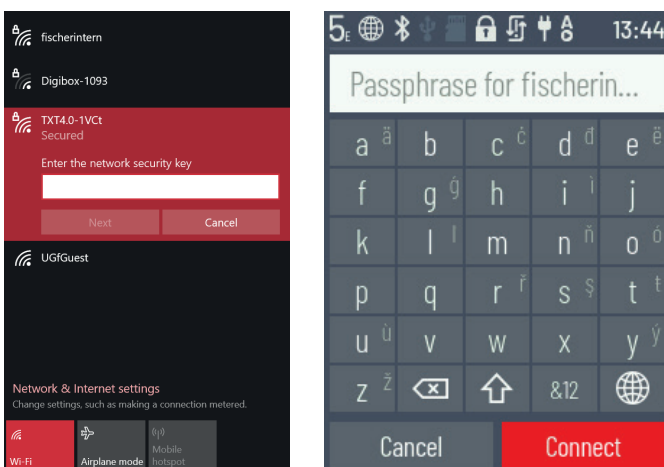 fischerintern
Digibox-1093
TXT4.0-1VCt
Secured
Enter the network security key
Next Cancel
UGfGuest
Network & Internet settings
Change settings, such as making a connection metered.
Wi-Fi Airplane mode Mobile hotspot
5E 13:44
Passphrase for fischerin...
a ä b c ċ d đ e ë
f g ġ h i ì j
k l ľ m n ň o ó
p q r ř s ş t ŧ
u ù v w x y ý
z ž &12
Cancel Connect